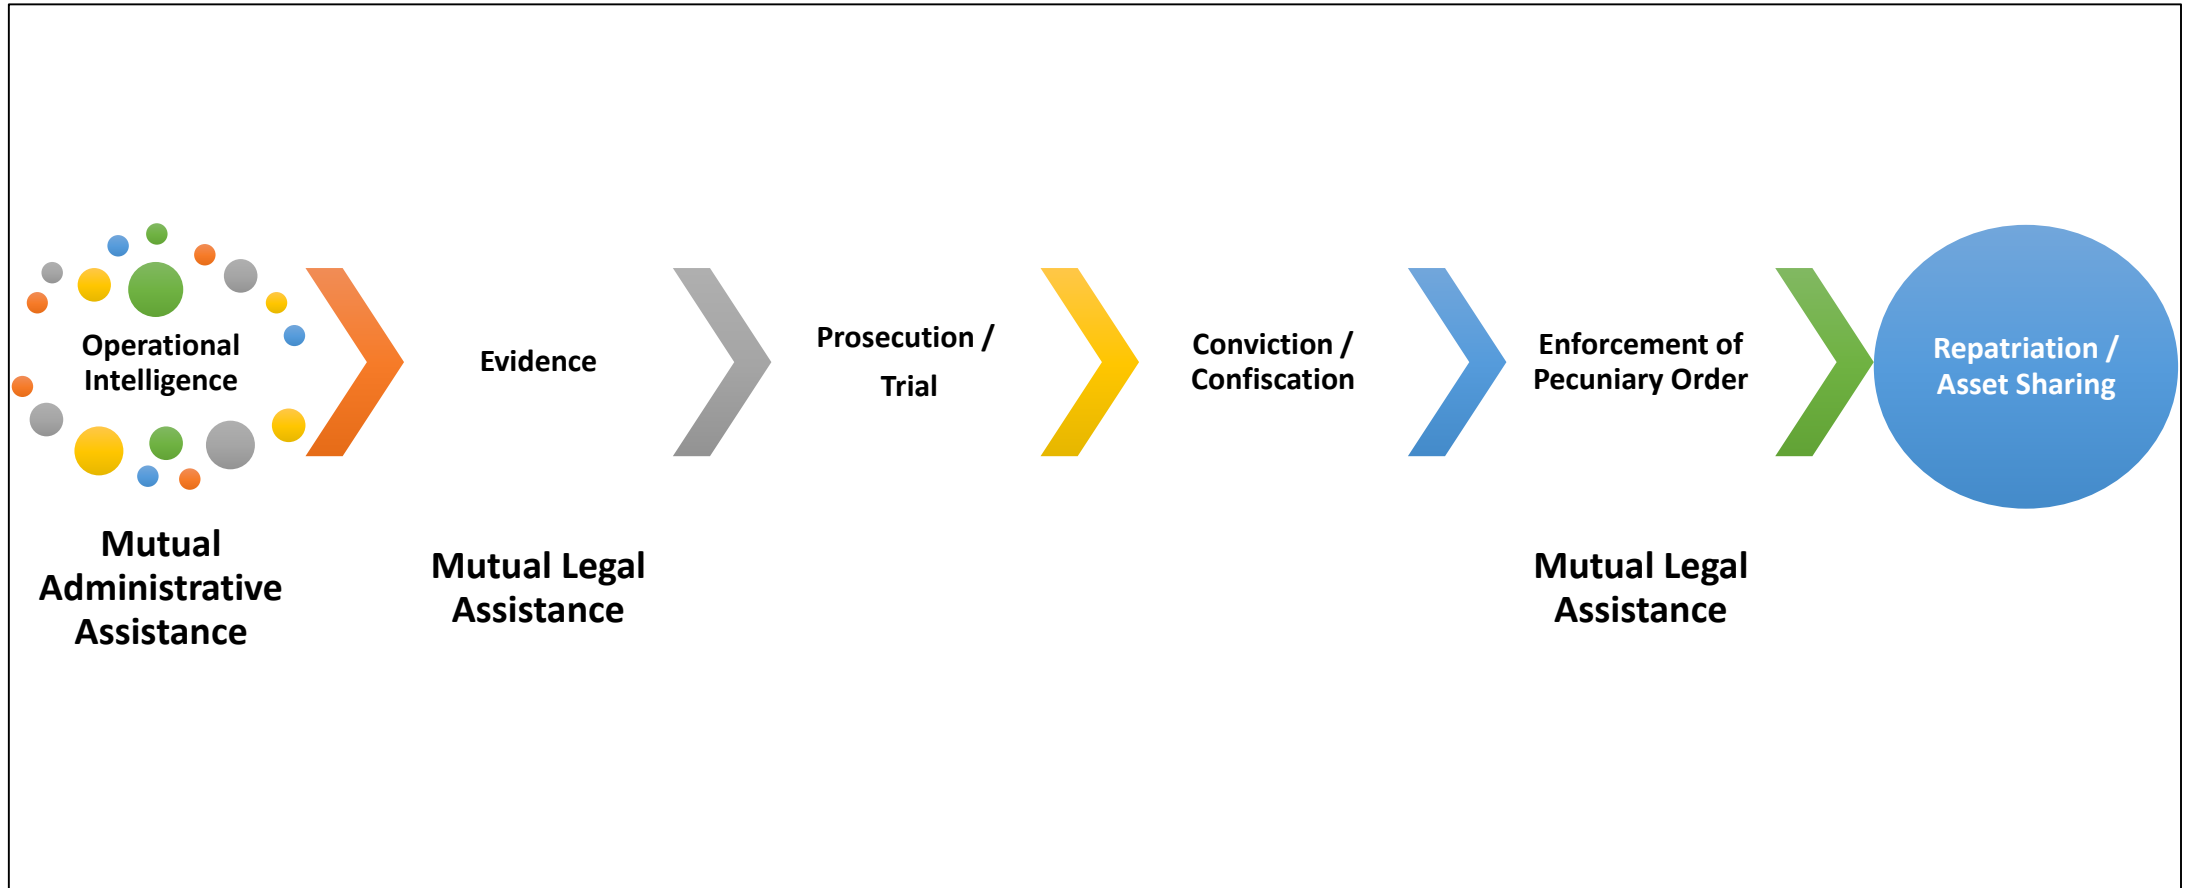 Operational
Intelligence
Evidence
Prosecution /
Trial
Conviction /
Confiscation
Enforcement of
Pecuniary Order
Repatriation /
Asset Sharing
Mutual
Administrative
Assistance
Mutual Legal
Assistance
Mutual Legal
Assistance